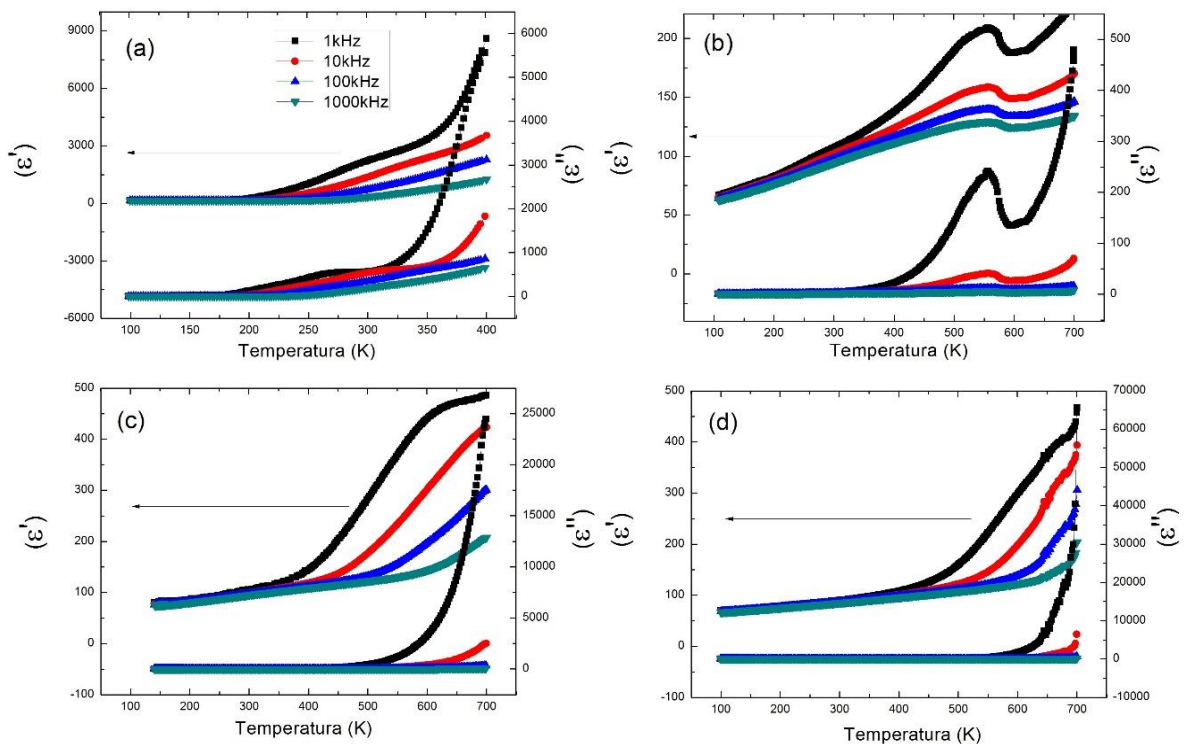 (a)
1kHz
10kHz
100kHz
1000kHz
9000
6000
3000
0
-3000
-6000
(ε')
6000
5000
4000
3000
2000
1000
0
(ε")
100 150 200 250 300 350 400
Temperatura (K)
(b)
200
150
100
50
0
(ε')
500
400
300
200
100
0
(ε")
100 200 300 400 500 600 700
Temperatura (K)
(c)
500
400
300
200
100
0
-100
(ε')
25000
20000
15000
10000
5000
0
(ε")
100 200 300 400 500 600 700
Temperatura (K)
(d)
500
400
300
200
100
0
-100
(ε')
70000
60000
50000
40000
30000
20000
10000
0
-10000
(ε")
100 200 300 400 500 600 700
Temperatura (K)